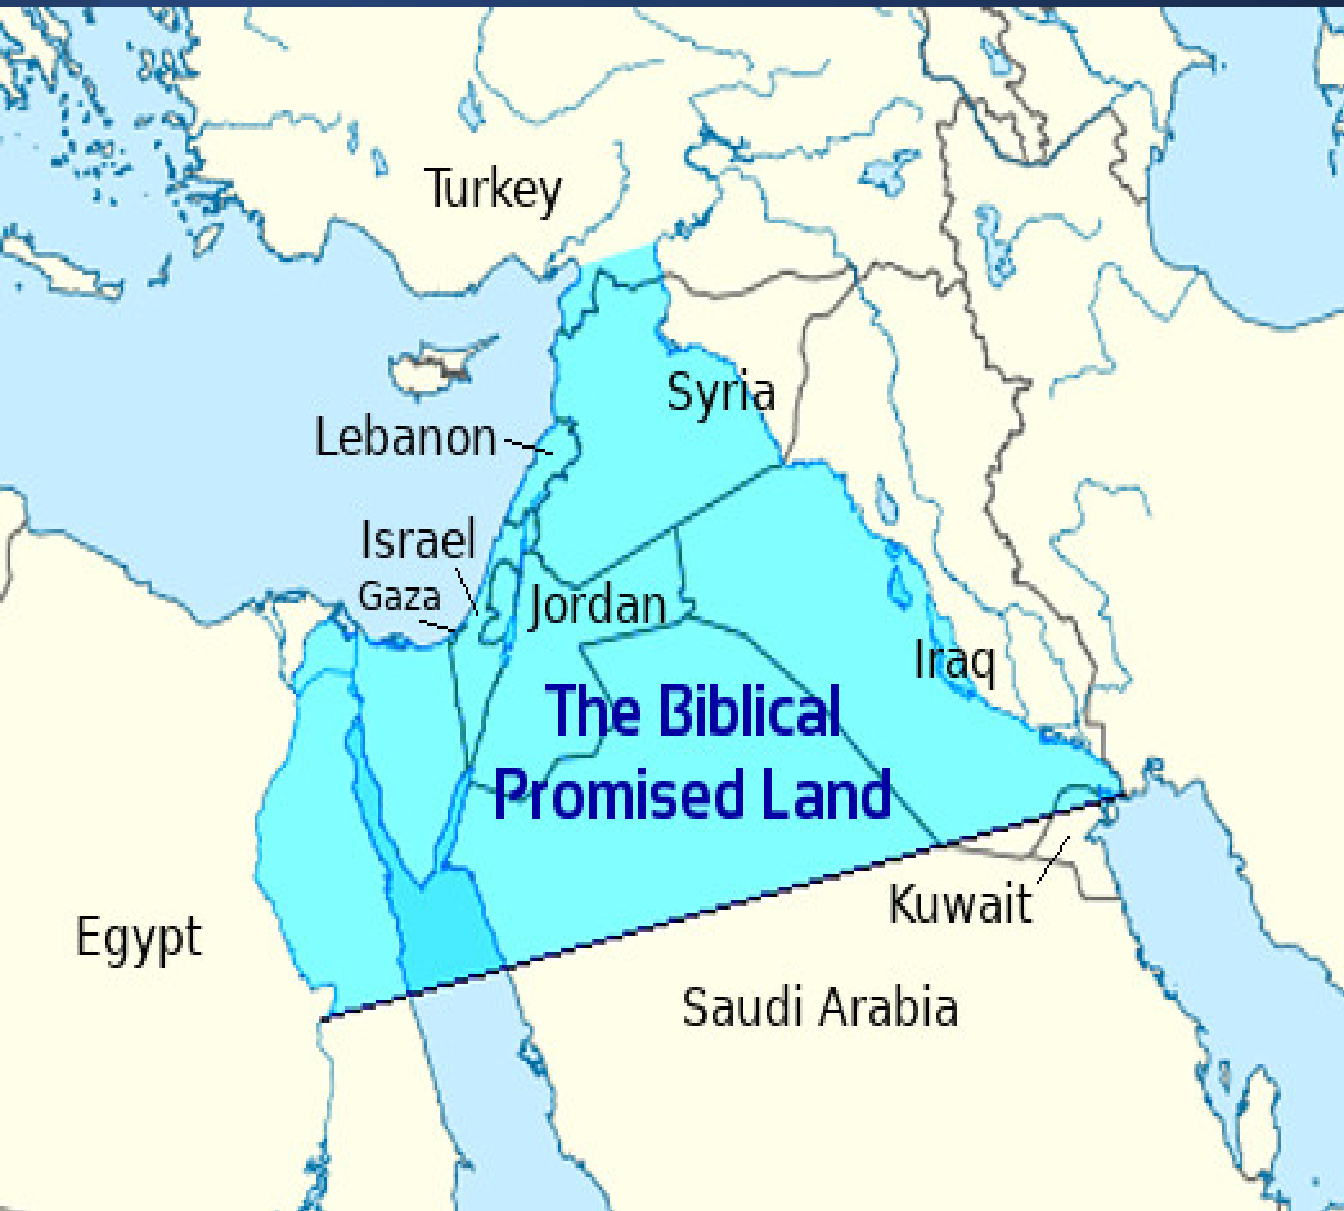 Turkey
Syria
Lebanon
Israel
Gaza
Jordan
Iraq
The Biblical
Promised Land
Kuwait
Egypt
Saudi Arabia